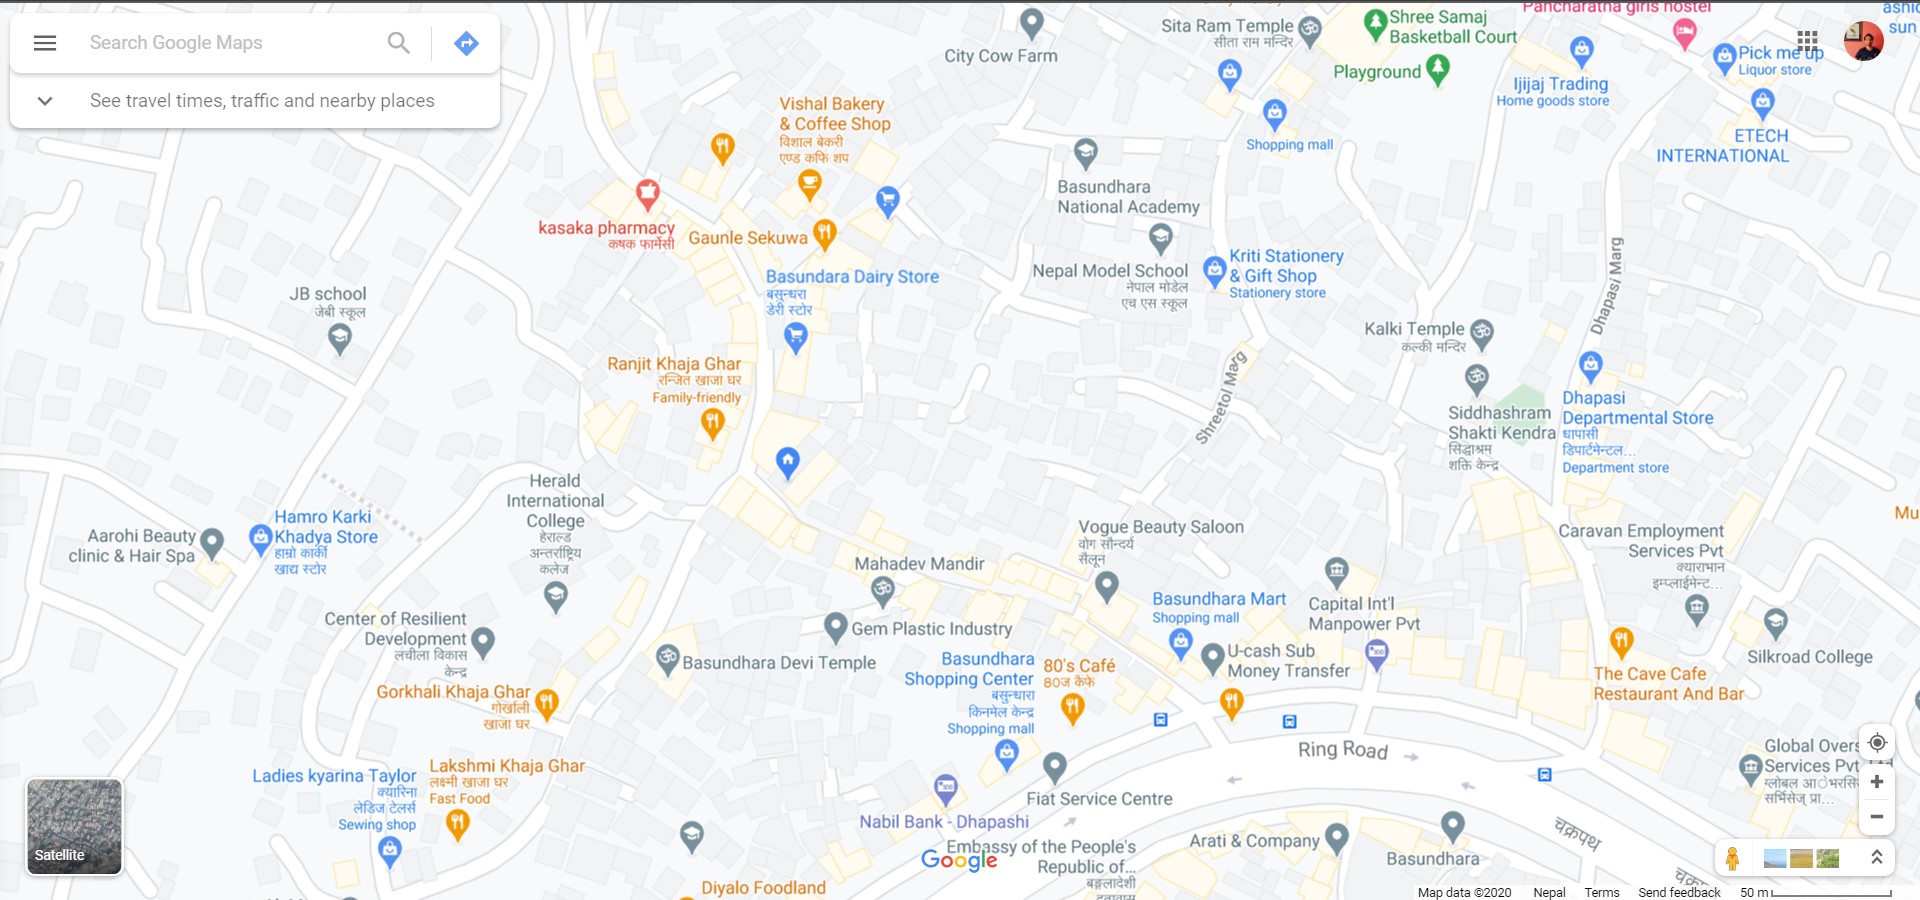 Search Google Maps
See travel times, traffic and nearby places
City Cow Farm
Sita Ram Temple
सीता राम मन्दिर
Shree Samaj
Basketball Court
Playground
Pancharatna girls hostel
Ijijaj Trading
Home goods store
Pick me up
Liquor store
sun
ETECH
INTERNATIONAL
Shopping mall
Vishal Bakery
& Coffee Shop
विशाल बेकरी
एण्ड कफि शप
Basundhara
National Academy
kasaka pharmacy
कषक फार्मेसी
Gaunle Sekuwa
Basundara Dairy Store
बसुन्धरा
डेरी स्टोर
Nepal Model School
नेपाल मोडेल
एच एस स्कूल
Kriti Stationery
& Gift Shop
Stationery store
Dhapasi Marg
JB school
जेबी स्कूल
Kalki Temple
कल्की मन्दिर
Ranjit Khaja Ghar
रन्जित खाजा घर
Family-friendly
Shreetol Marg
Siddhashram
Shakti Kendra
सिद्धाश्रम
शक्ति केन्द्र
Dhapasi
Departmental Store
धापासी
डिपार्टमेन्टल...
Department store
Herald
International
College
हेराल्ड
अन्तर्राष्ट्रिय
कलेज
Hamro Karki
Khadya Store
हाम्रो कार्की
खाद्य स्टोर
Aarohi Beauty
clinic & Hair Spa
Vogue Beauty Saloon
वोग सौन्दर्य
सैलून
Mu
Caravan Employment
Services Pvt
क्याराभान
इम्प्लाईमेन्ट...
Mahadev Mandir
Basundhara Mart
Shopping mall
Capital Int'l
Manpower Pvt
Center of Resilient
Development
लचीला विकास
केन्द्र
Gem Plastic Industry
Basundhara Devi Temple
Basundhara
Shopping Center
बसुन्धारा
किनमेल केन्द्र
Shopping mall
80's Café
80ज कैफे
U-cash Sub
Money Transfer
Silkroad College
The Cave Cafe
Restaurant And Bar
Gorkhali Khaja Ghar
गोर्खाली
खाजा घर
Ring Road
Global Overs
Services Pvt
ग्लोबल आेभरसि
सर्भिसेज् प्रा...
Ladies kyarina Taylor
क्यारिना
लेडिज टेलर्स
Sewing shop
Lakshmi Khaja Ghar
लक्ष्मी खाजा घर
Fast Food
Fiat Service Centre
Nabil Bank - Dhapashi
Embassy of the People's
Republic of...
बङ्गलादेशी
Arati & Company
Basundhara
चक्रपथ
Satellite
Google
Diyalo Foodland
Map data ©2020 Nepal Terms Send feedback 50 m